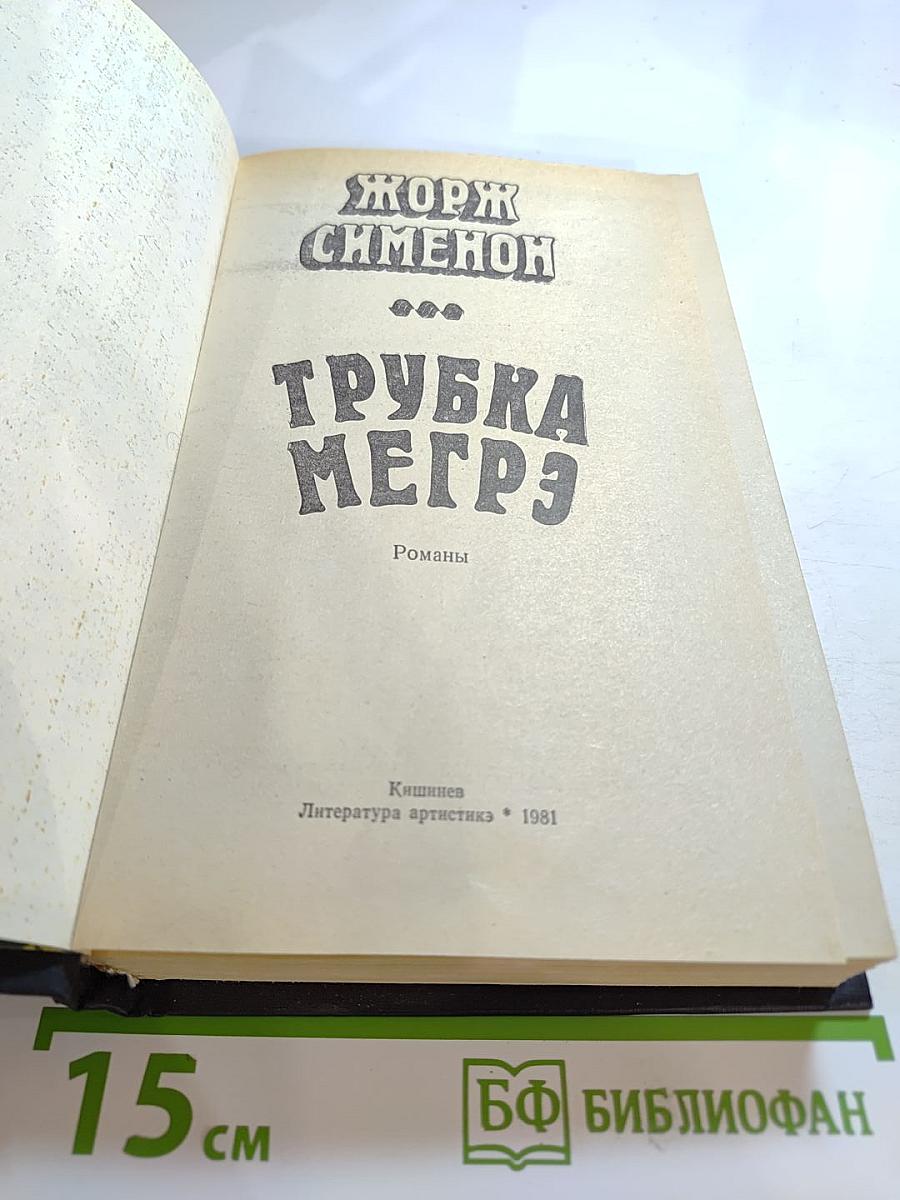 ЖОРЖ
СИМЕНОН
ТРУБКА
МЕГРЭ
Романы
Кишинев
Литература артистикэ * 1981
15 см
БФ БИБЛИОФАН